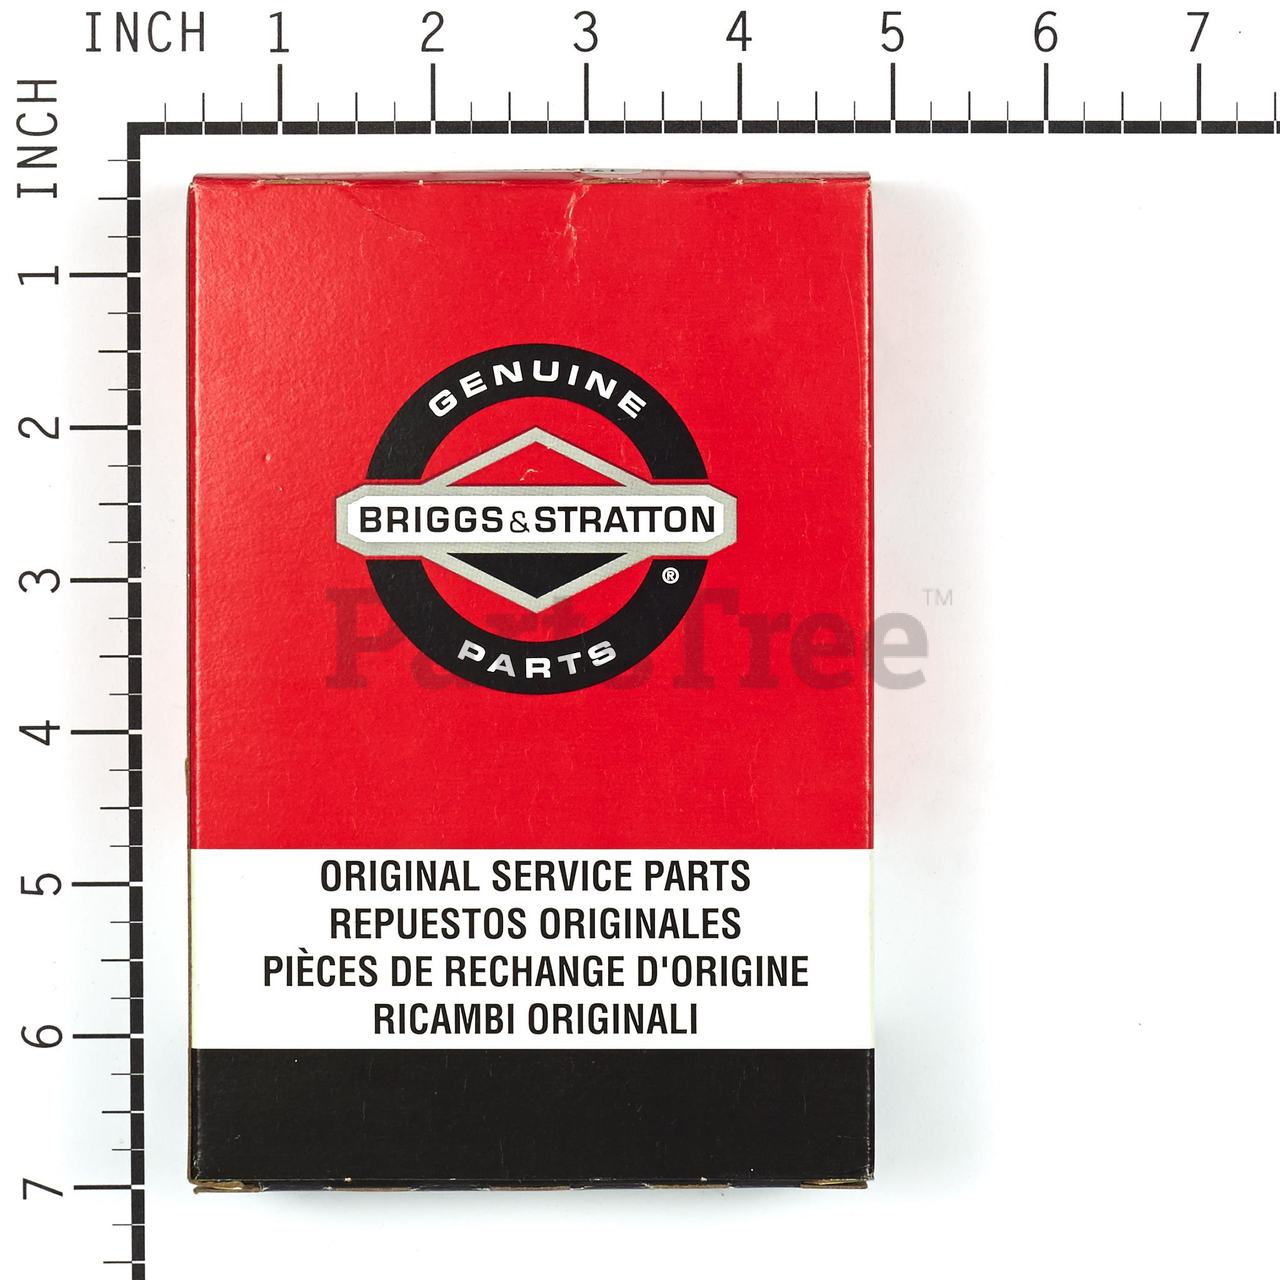 INCH 1 2 3 4 5 6 7
INCH
1
2
3
4
5
6
7
GENUINE
BRIGGS & STRATTON
®
PARTS
PartsTree™
ORIGINAL SERVICE PARTS
REPUESTOS ORIGINALES
PIÈCES DE RECHANGE D'ORIGINE
RICAMBI ORIGINALI